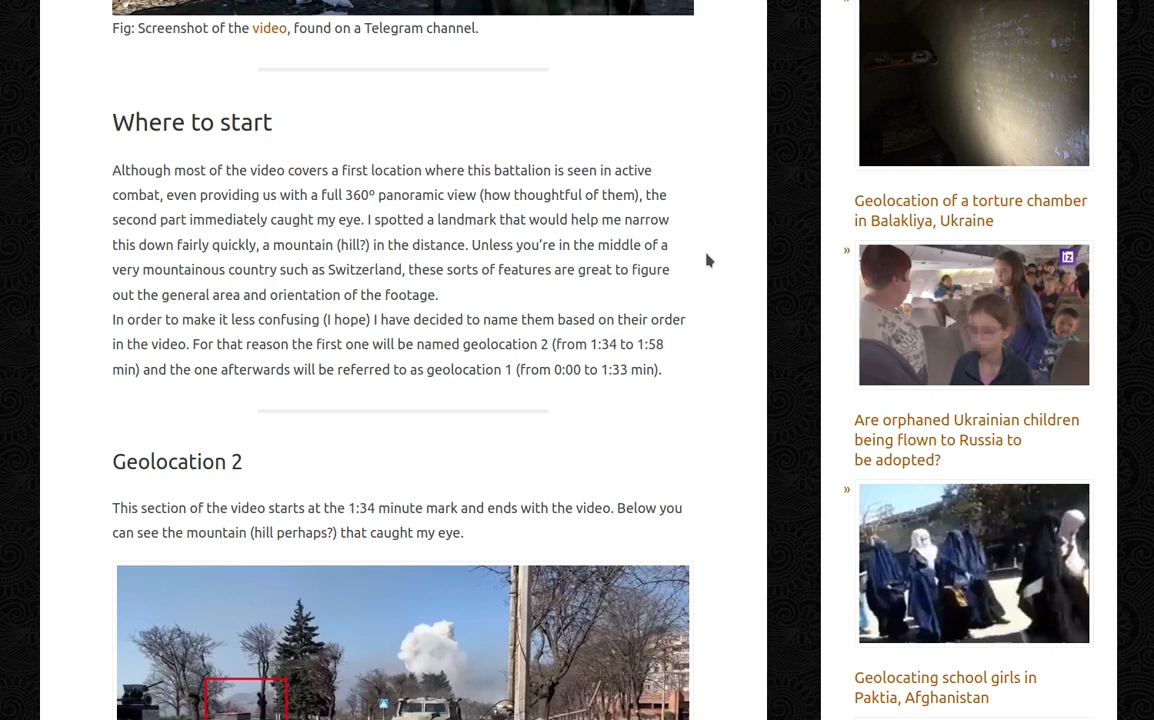 Fig: Screenshot of the video, found on a Telegram channel.
Where to start
Although most of the video covers a first location where this battalion is seen in active
combat, even providing us with a full 360º panoramic view (how thoughtful of them), the
second part immediately caught my eye. I spotted a landmark that would help me narrow
this down fairly quickly, a mountain (hill?) in the distance. Unless you’re in the middle of a
very mountainous country such as Switzerland, these sorts of features are great to figure
out the general area and orientation of the footage.
In order to make it less confusing (I hope) I have decided to name them based on their order
in the video. For that reason the first one will be named geolocation 2 (from 1:34 to 1:58
min) and the one afterwards will be referred to as geolocation 1 (from 0:00 to 1:33 min).
Geolocation 2
This section of the video starts at the 1:34 minute mark and ends with the video. Below you
can see the mountain (hill perhaps?) that caught my eye.
»
Geolocation of a torture chamber
in Balakliya, Ukraine
»
Are orphaned Ukrainian children
being flown to Russia to
be adopted?
»
Geolocating school girls in
Paktia, Afghanistan